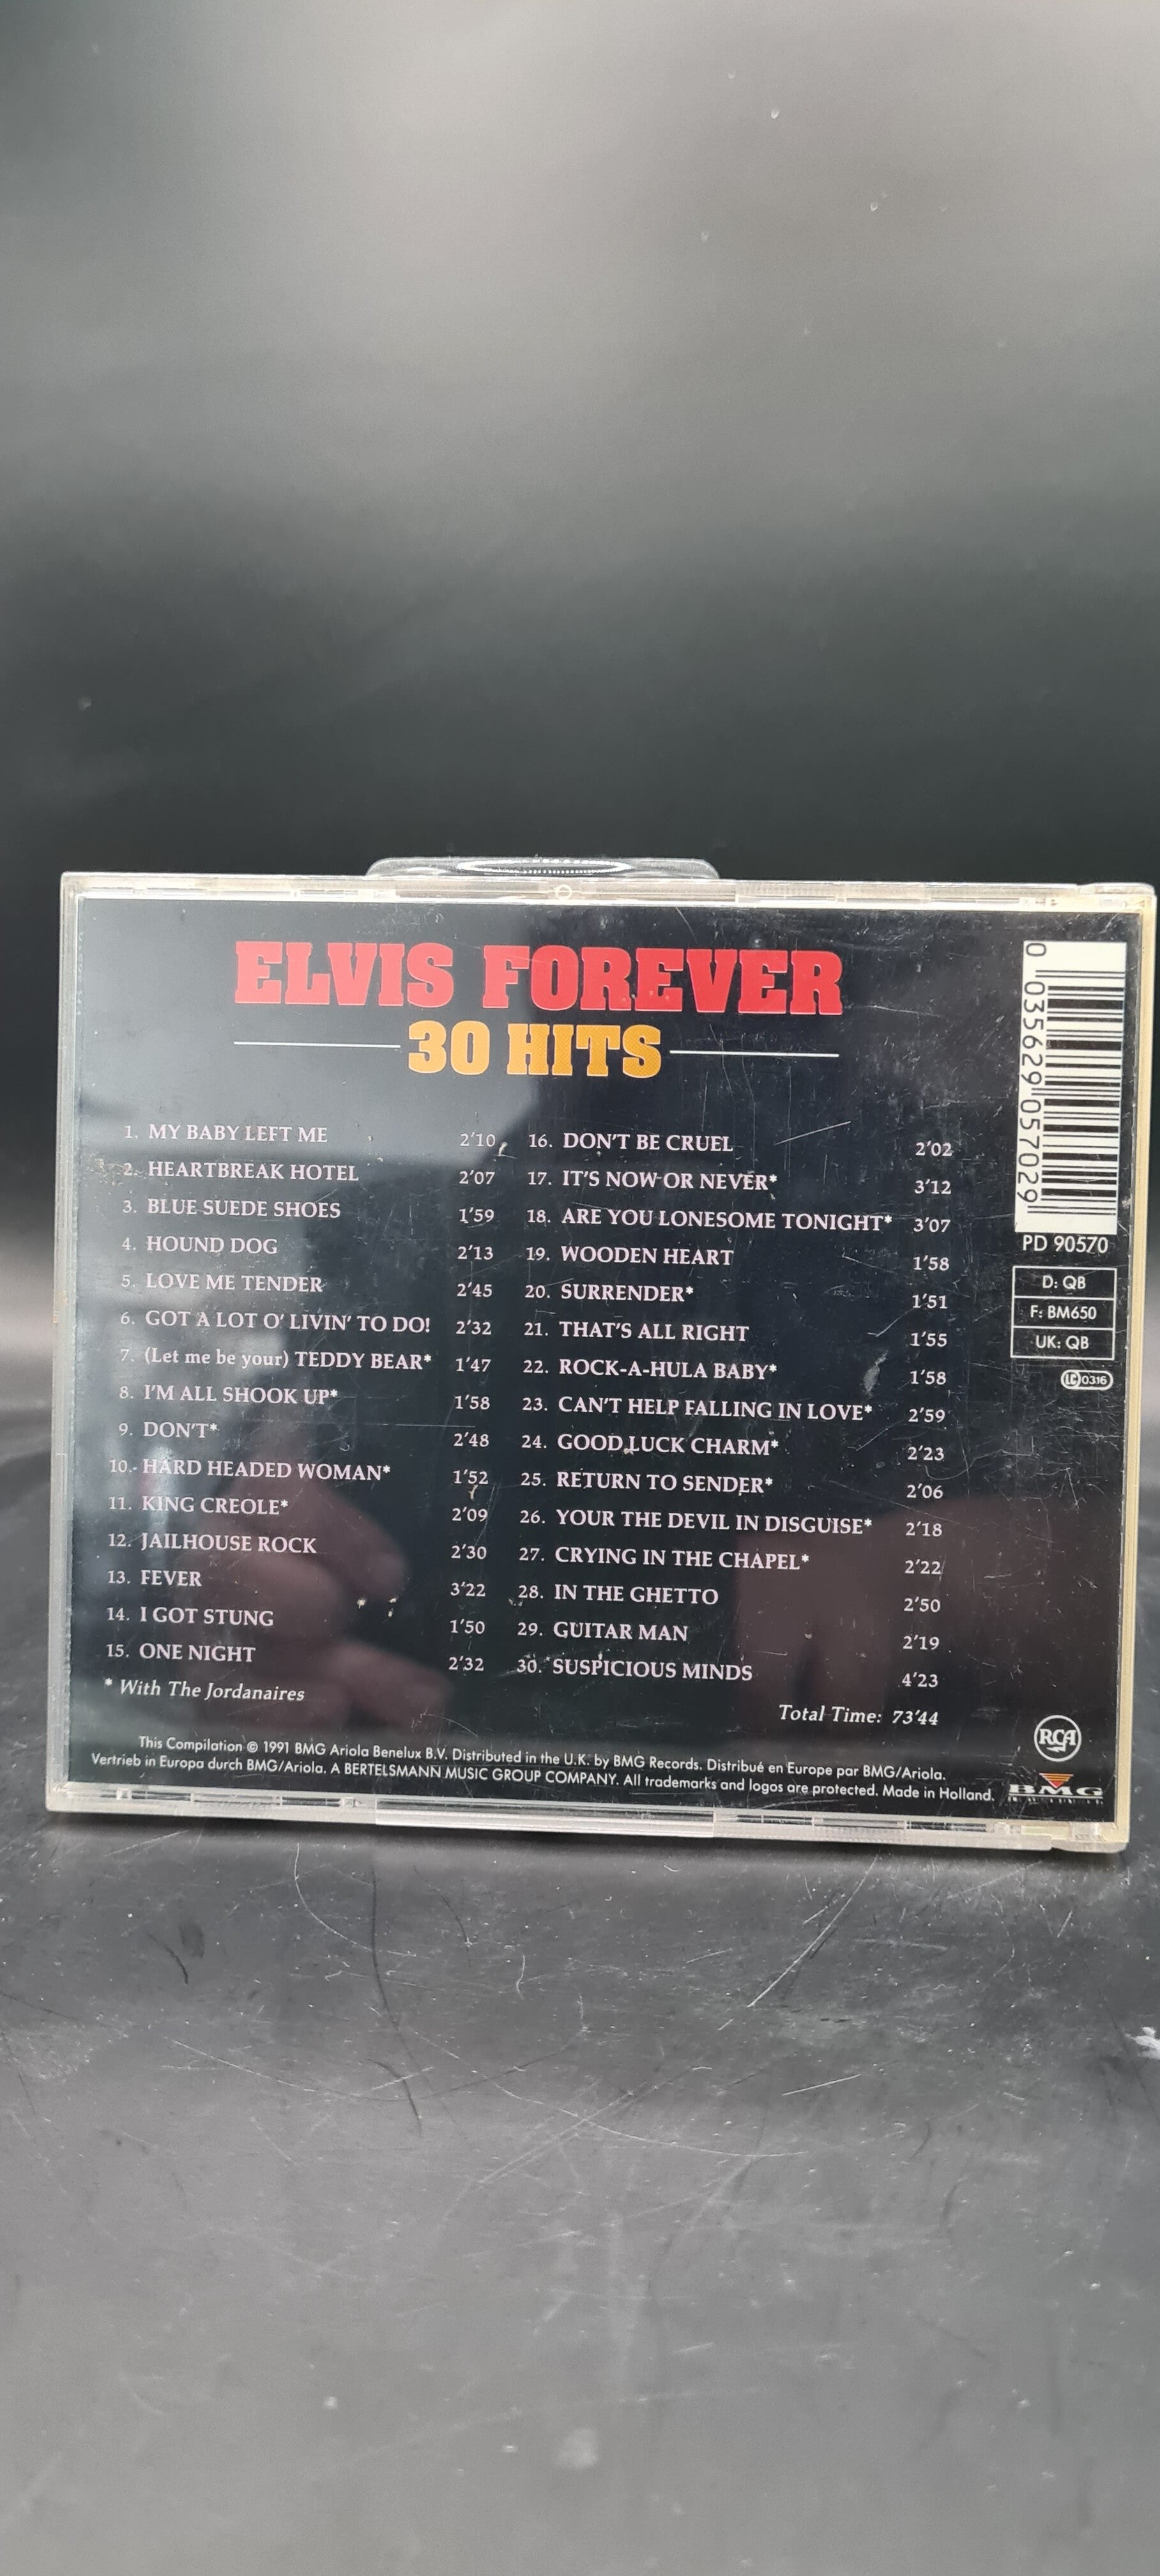 ELVIS FOREVER
30 HITS
1. MY BABY LEFT ME 2'10
2. HEARTBREAK HOTEL 2'07
3. BLUE SUEDE SHOES 1'59
4. HOUND DOG 2'13
5. LOVE ME TENDER 2'45
6. GOT A LOT O' LIVIN' TO DO! 2'32
7. (Let me be your) TEDDY BEAR* 1'47
8. I'M ALL SHOOK UP* 1'58
9. DON'T* 2'48
10. HARD HEADED WOMAN* 1'52
11. KING CREOLE* 2'09
12. JAILHOUSE ROCK 2'30
13. FEVER 3'22
14. I GOT STUNG 1'50
15. ONE NIGHT 2'32
* With The Jordanaires
16. DON'T BE CRUEL 2'02
17. IT'S NOW OR NEVER* 3'12
18. ARE YOU LONESOME TONIGHT* 3'07
19. WOODEN HEART 1'58
20. SURRENDER* 1'51
21. THAT'S ALL RIGHT 1'55
22. ROCK-A-HULA BABY* 1'58
23. CAN'T HELP FALLING IN LOVE* 2'59
24. GOOD LUCK CHARM* 2'23
25. RETURN TO SENDER* 2'06
26. YOUR THE DEVIL IN DISGUISE* 2'18
27. CRYING IN THE CHAPEL* 2'22
28. IN THE GHETTO 2'50
29. GUITAR MAN 2'19
30. SUSPICIOUS MINDS 4'23
Total Time: 73'44
This Compilation © 1991 BMG Ariola Benelux B.V. Distributed in the U.K. by BMG Records. Distribué en Europe par BMG/Ariola.
Vertrieb in Europa durch BMG/Ariola. A BERTELSMANN MUSIC GROUP COMPANY. All trademarks and logos are protected. Made in Holland.
0 035629 057029
PD 90570
D: QB
F: BM650
UK: QB
LC 0316
RCA
BMG